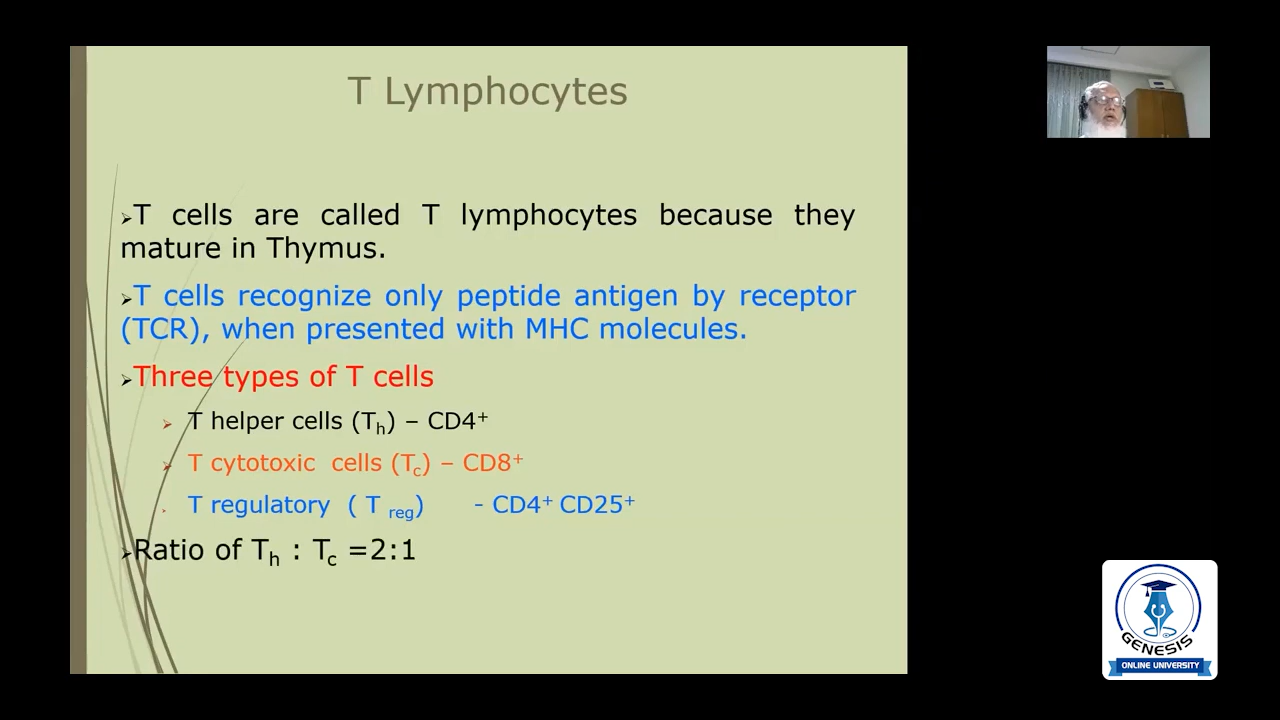 T Lymphocytes
➢T cells are called T lymphocytes because they
mature in Thymus.
➢T cells recognize only peptide antigen by receptor
(TCR), when presented with MHC molecules.
➢Three types of T cells
➢ T helper cells (Tₕ) – CD4⁺
➢ T cytotoxic cells (T꜀) – CD8⁺
➢ T regulatory ( T reg) - CD4⁺ CD25⁺
➢Ratio of Tₕ : T꜀ =2:1
GENESIS
ONLINE UNIVERSITY